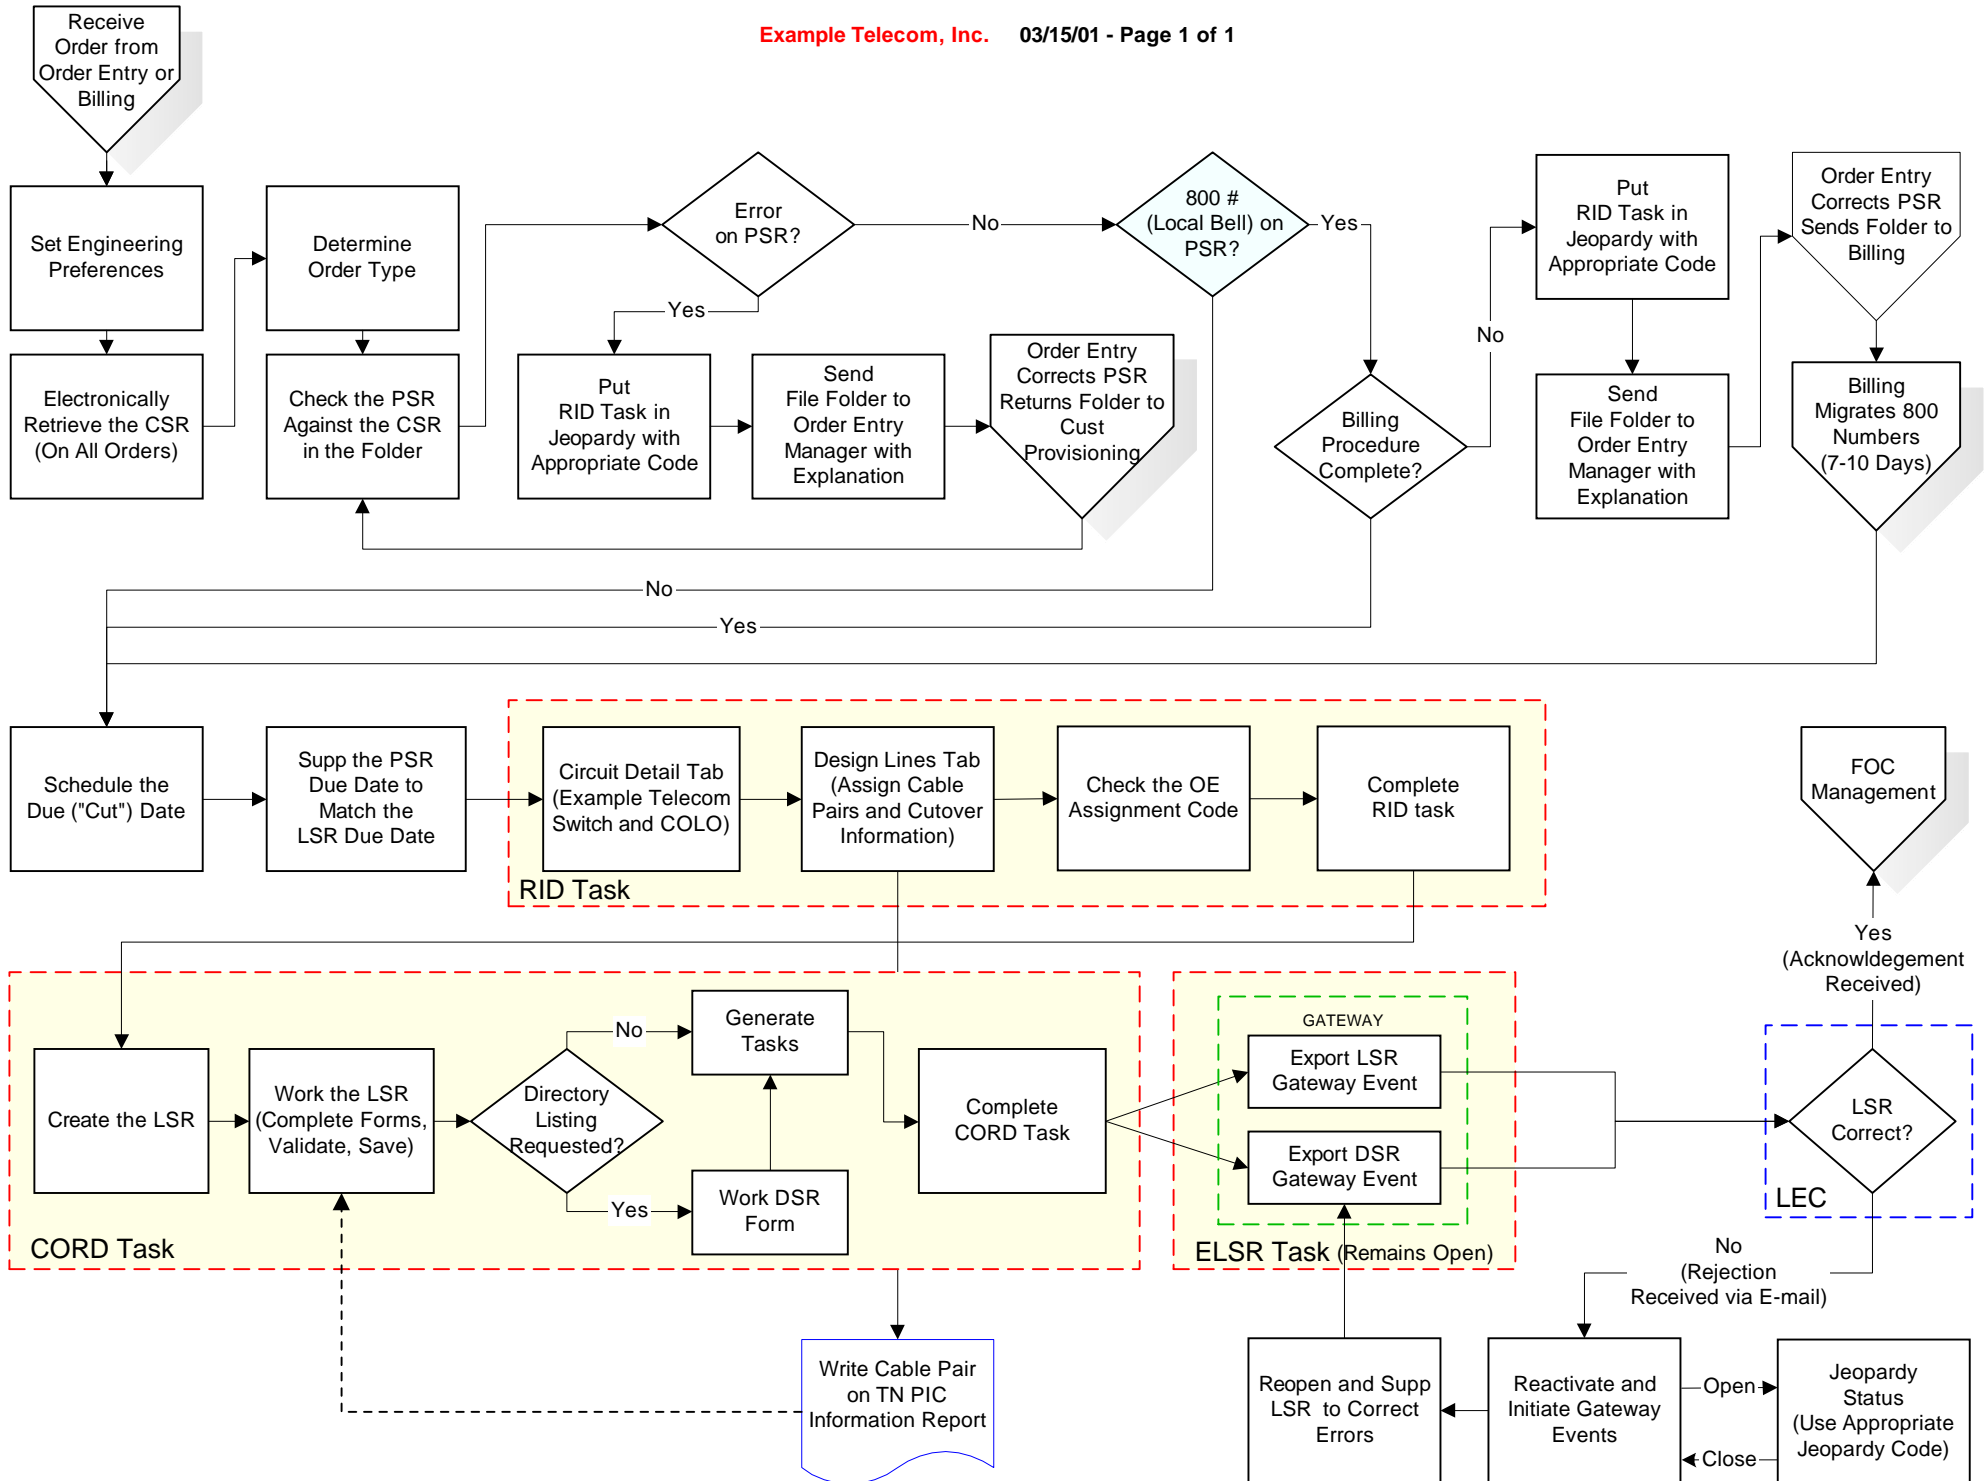 Example Telecom, Inc. 03/15/01 - Page 1 of 1
Receive
Order from
Order Entry or
Billing
Set Engineering
Preferences
Electronically
Retrieve the CSR
(On All Orders)
Determine
Order Type
Check the PSR
Against the CSR
in the Folder
Error
on PSR?
No
Yes
Put
RID Task in
Jeopardy with
Appropriate Code
Send
File Folder to
Order Entry
Manager with
Explanation
Order Entry
Corrects PSR
Returns Folder to
Cust
Provisioning
800 #
(Local Bell) on
PSR?
Yes
No
Billing
Procedure
Complete?
No
Yes
Put
RID Task in
Jeopardy with
Appropriate Code
Send
File Folder to
Order Entry
Manager with
Explanation
Order Entry
Corrects PSR
Sends Folder to
Billing
Billing
Migrates 800
Numbers
(7-10 Days)
Schedule the
Due ("Cut") Date
Supp the PSR
Due Date to
Match the
LSR Due Date
Circuit Detail Tab
(Example Telecom
Switch and COLO)
Design Lines Tab
(Assign Cable
Pairs and Cutover
Information)
Check the OE
Assignment Code
Complete
RID task
RID Task
FOC
Management
Yes
(Acknowldegement
Received)
Create the LSR
Work the LSR
(Complete Forms,
Validate, Save)
Directory
Listing
Requested?
No
Yes
Generate
Tasks
Work DSR
Form
Complete
CORD Task
CORD Task
GATEWAY
Export LSR
Gateway Event
Export DSR
Gateway Event
ELSR Task (Remains Open)
LSR
Correct?
LEC
No
(Rejection
Received via E-mail)
Write Cable Pair
on TN PIC
Information Report
Reopen and Supp
LSR to Correct
Errors
Reactivate and
Initiate Gateway
Events
Open
Close
Jeopardy
Status
(Use Appropriate
Jeopardy Code)